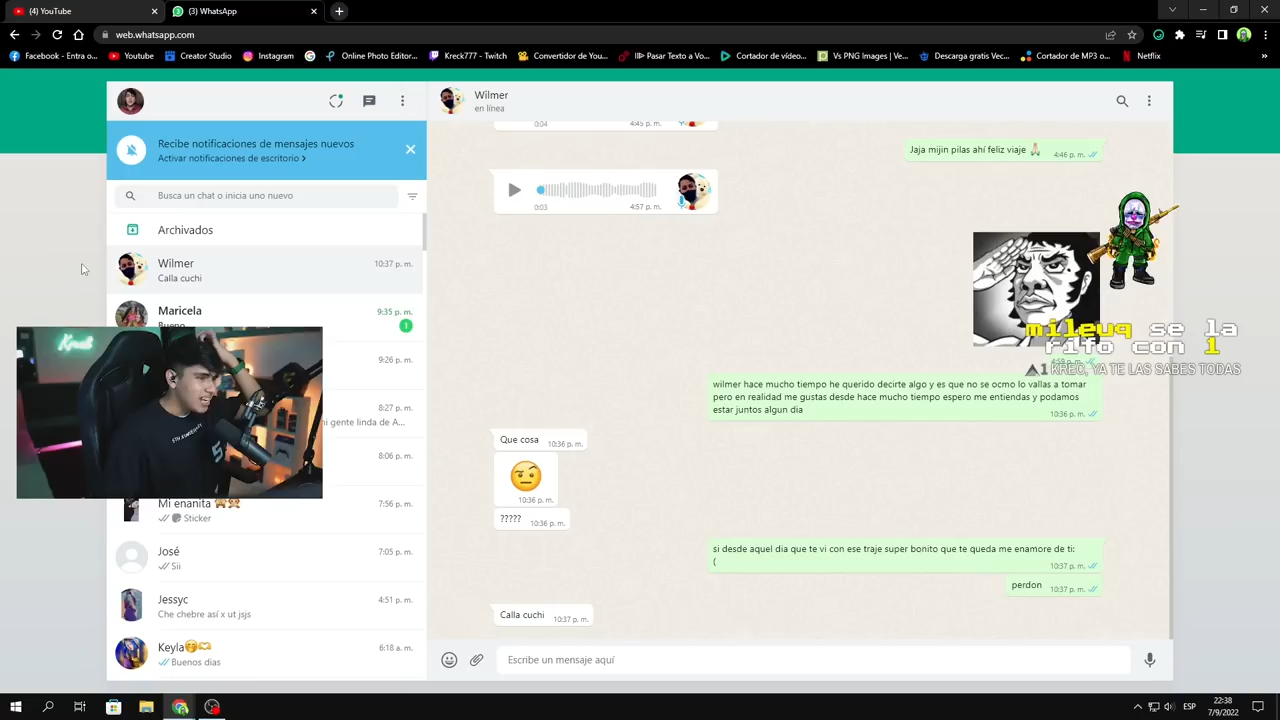 (4) YouTube
(3) WhatsApp
web.whatsapp.com
Facebook - Entra o...
YouTube
Creator Studio
Instagram
Online Photo Editor...
Kreck777 - Twitch
Convertidor de You...
Pasar Texto a Vo...
Cortador de vídeo...
Vs PNG Images | Ve...
Descarga gratis Vec...
Cortador de MP3 o...
Netflix
Recibe notificaciones de mensajes nuevos
Activar notificaciones de escritorio
Busca un chat o inicia uno nuevo
Archivados
Wilmer
10:37 p. m.
Calla cuchi
Maricela
9:35 p. m.
Bueno
1
9:26 p. m.
8:27 p. m.
ni gente linda de A...
8:06 p. m.
Mi enanita
7:56 p. m.
Sticker
José
7:05 p. m.
Sii
Jessyc
4:51 p. m.
Che chebre así x ut jsjs
Keyla
6:18 a. m.
Buenos dias
Wilmer
en línea
0:04
4:45 p. m.
Jaja mijin pilas ahí feliz viaje
4:46 p. m.
0:03
4:57 p. m.
mileuq se la
rifo con 1
1 KREC, YA TE LAS SABES TODAS
wilmer hace mucho tiempo he querido decirte algo y es que no se ocmo lo vallas a tomar
pero en realidad me gustas desde hace mucho tiempo espero me entiendas y podamos
estar juntos algun dia
10:36 p. m.
Que cosa
10:36 p. m.
10:36 p. m.
?????
10:36 p. m.
si desde aquel dia que te vi con ese traje super bonito que te queda me enamore de ti:
(
10:37 p. m.
perdon
10:37 p. m.
Calla cuchi
10:37 p. m.
Escribe un mensaje aquí
ESP
22:38
7/9/2022